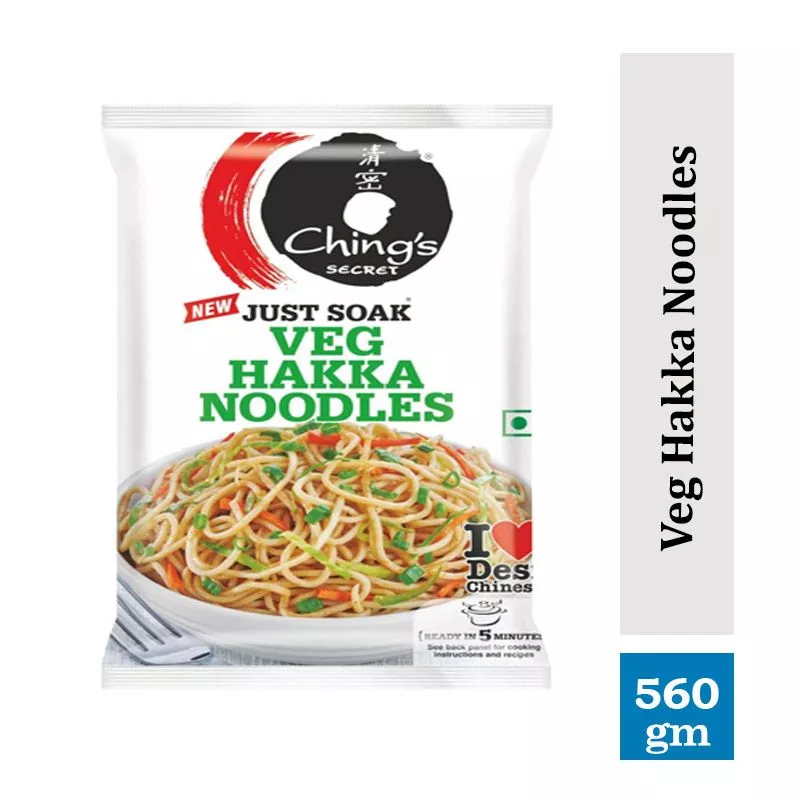 清
密
®
Ching's
SECRET
NEW JUST SOAK
VEG
HAKKA
NOODLES
I
Desi
Chines
READY IN 5 MINUTES
See back panel for cooking
instructions and recipes
Veg Hakka Noodles
560
gm